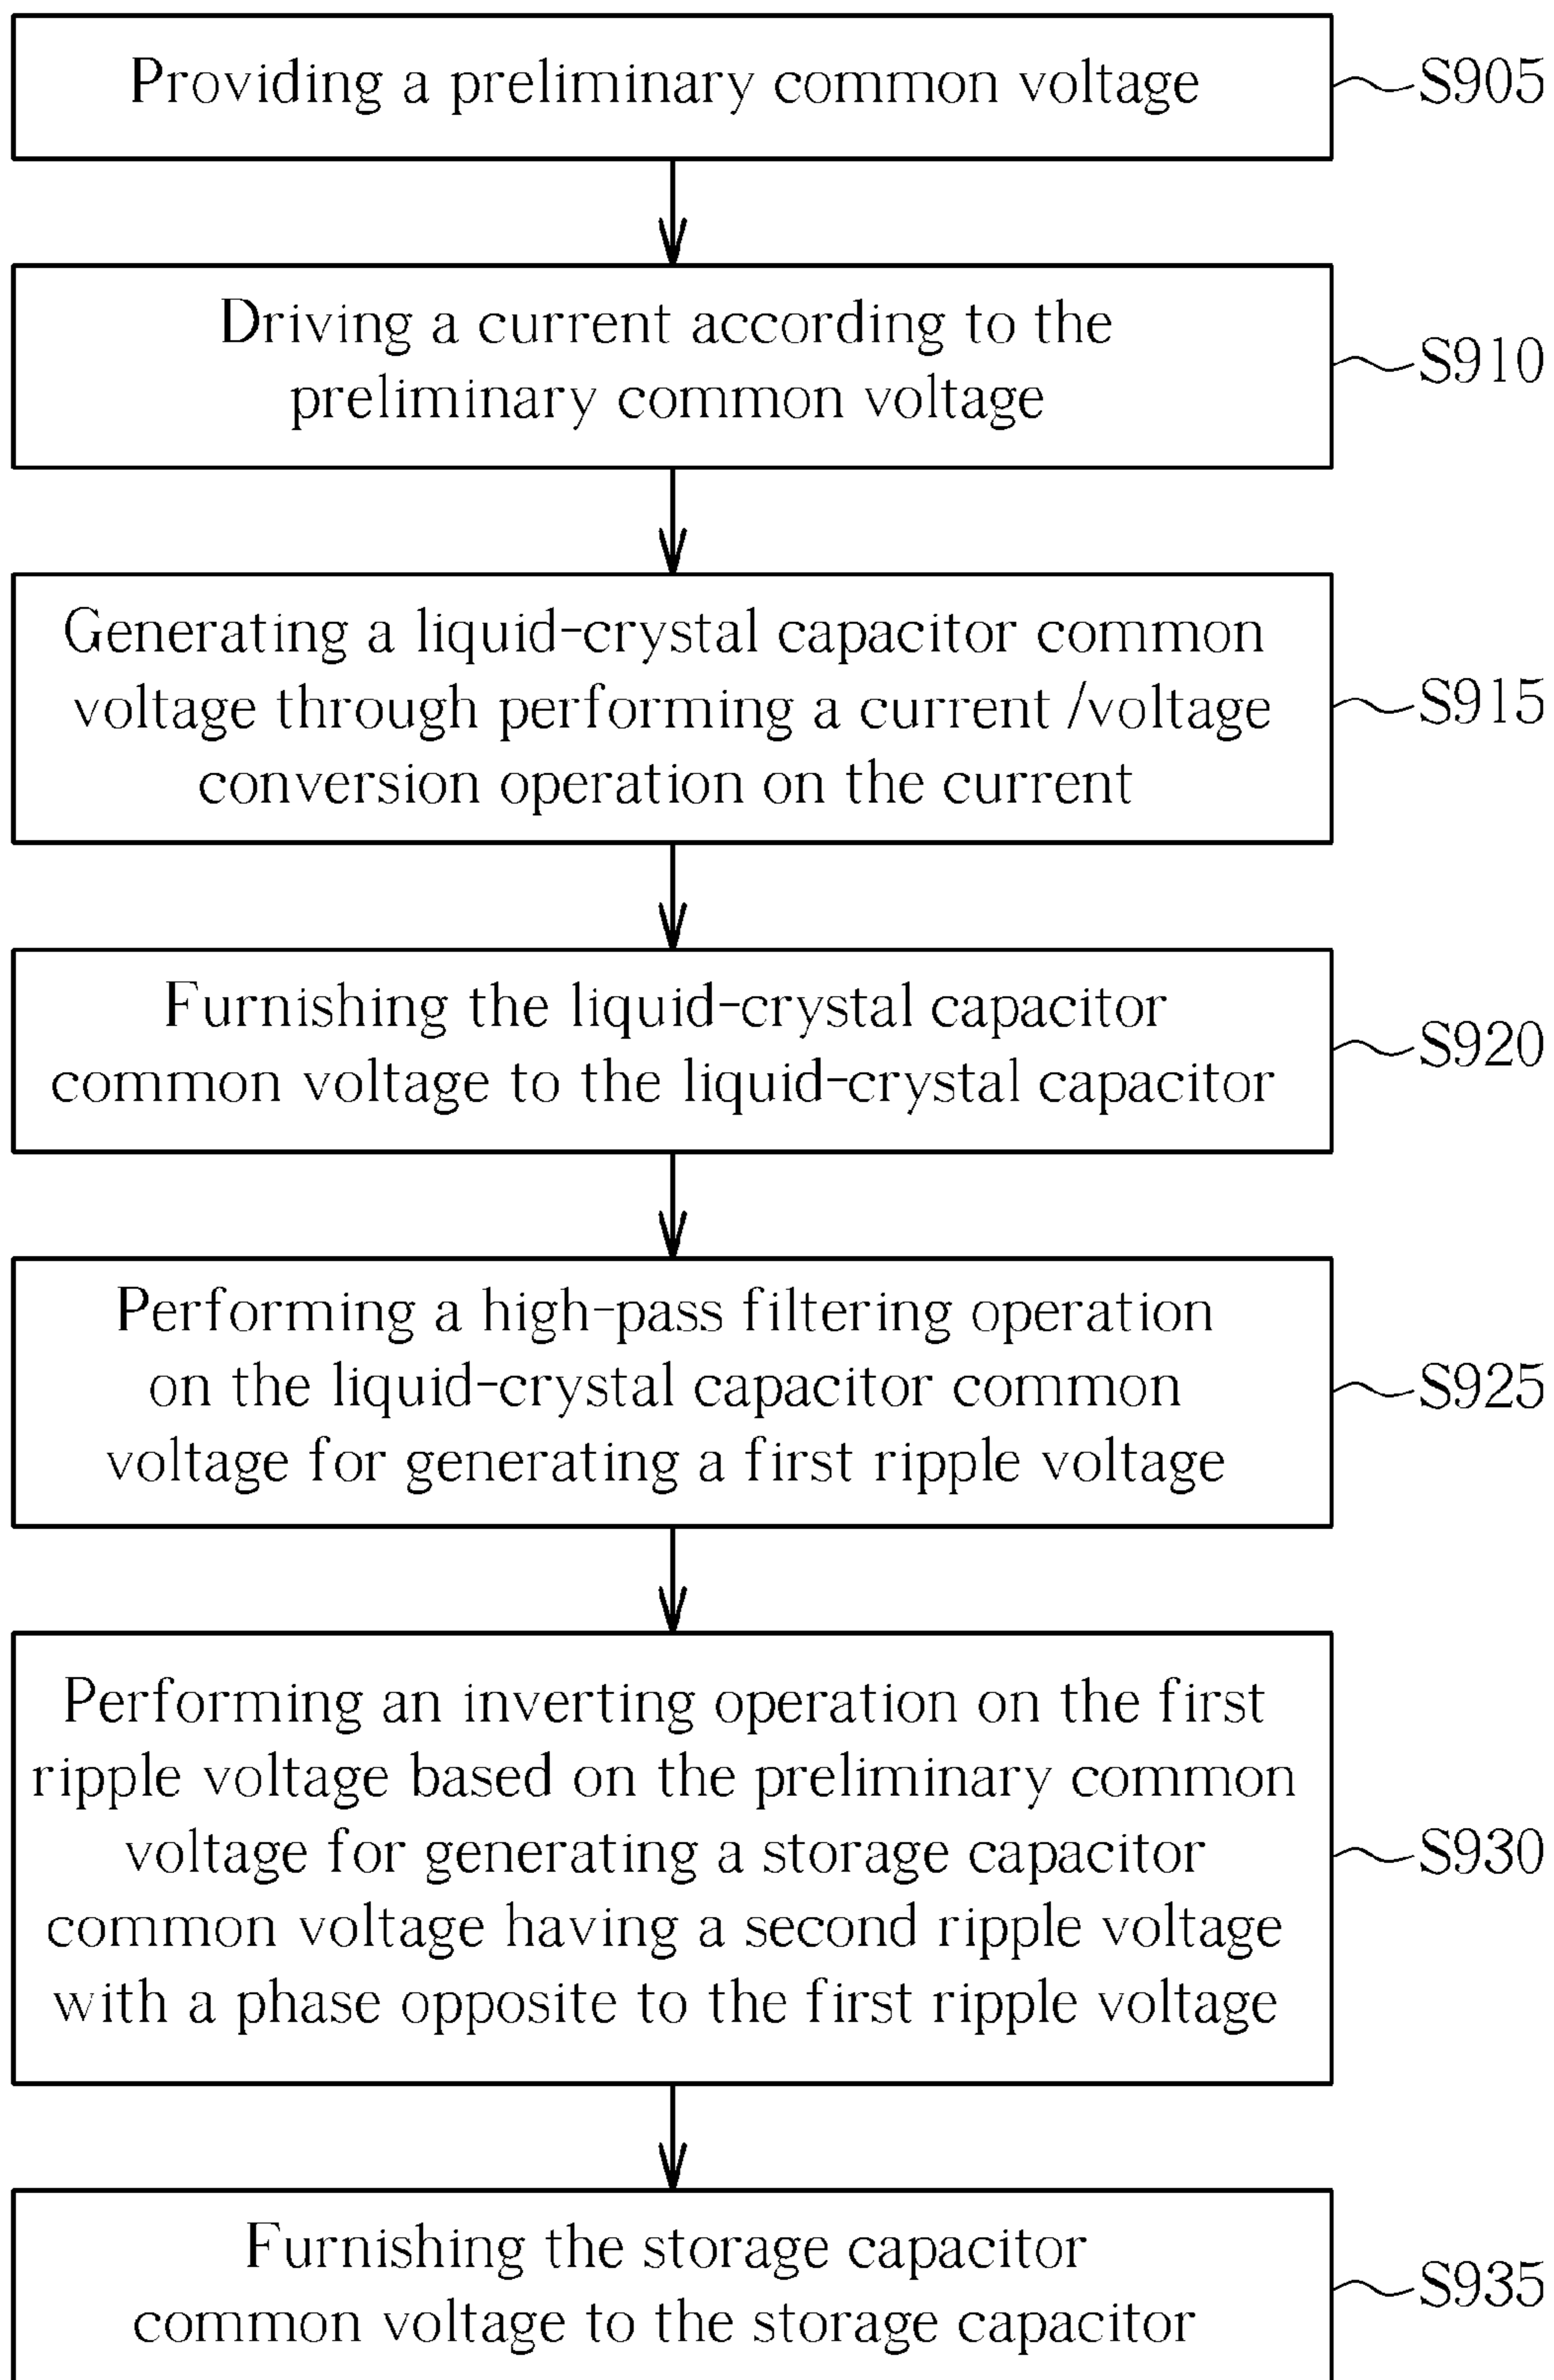 Providing a preliminary common voltage
S905
Driving a current according to the
preliminary common voltage
S910
Generating a liquid-crystal capacitor common
voltage through performing a current /voltage
conversion operation on the current
S915
Furnishing the liquid-crystal capacitor
common voltage to the liquid-crystal capacitor
S920
Performing a high-pass filtering operation
on the liquid-crystal capacitor common
voltage for generating a first ripple voltage
S925
Performing an inverting operation on the first
ripple voltage based on the preliminary common
voltage for generating a storage capacitor
common voltage having a second ripple voltage
with a phase opposite to the first ripple voltage
S930
Furnishing the storage capacitor
common voltage to the storage capacitor
S935